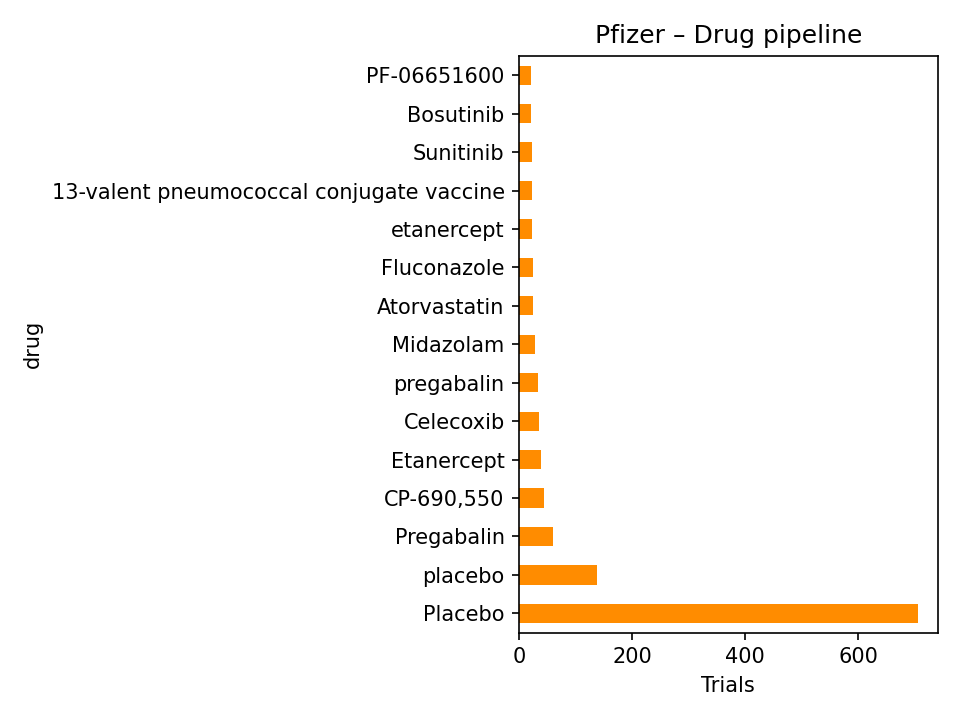 Pfizer – Drug pipeline
PF-06651600
Bosutinib
Sunitinib
13-valent pneumococcal conjugate vaccine
etanercept
Fluconazole
Atorvastatin
Midazolam
pregabalin
Celecoxib
Etanercept
CP-690,550
Pregabalin
placebo
Placebo
drug
0 200 400 600
Trials